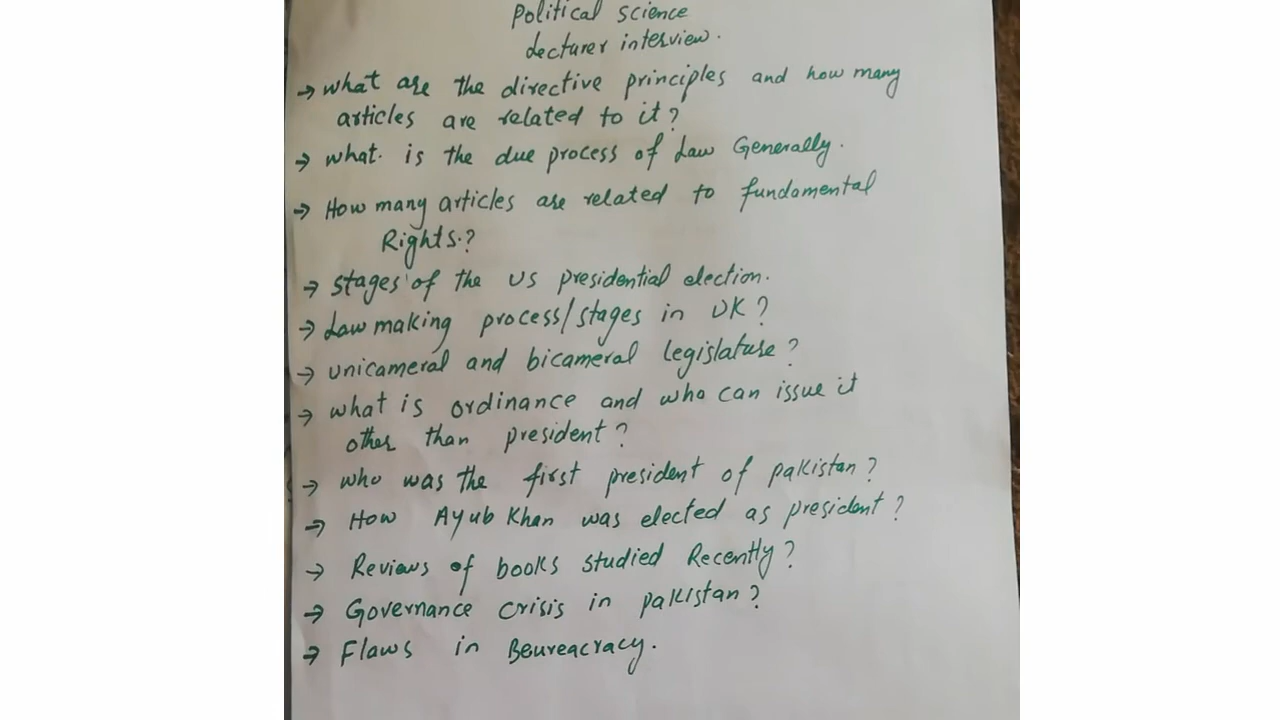 Political science
Lecturer interview.
→ what are the directive principles and how many
articles are related to it?
→ what. is the due process of Law Generally.
→ How many articles are related to fundamental
Rights.?
→ stages of the US presidential election.
→ Law making process/stages in UK?
→ unicameral and bicameral legislature?
→ what is ordinance and who can issue it
other than president?
→ who was the first president of pakistan?
→ How Ayub Khan was elected as president?
→ Reviews of books studied Recently?
→ Governance crisis in pakistan?
→ Flaws in Beureacracy.